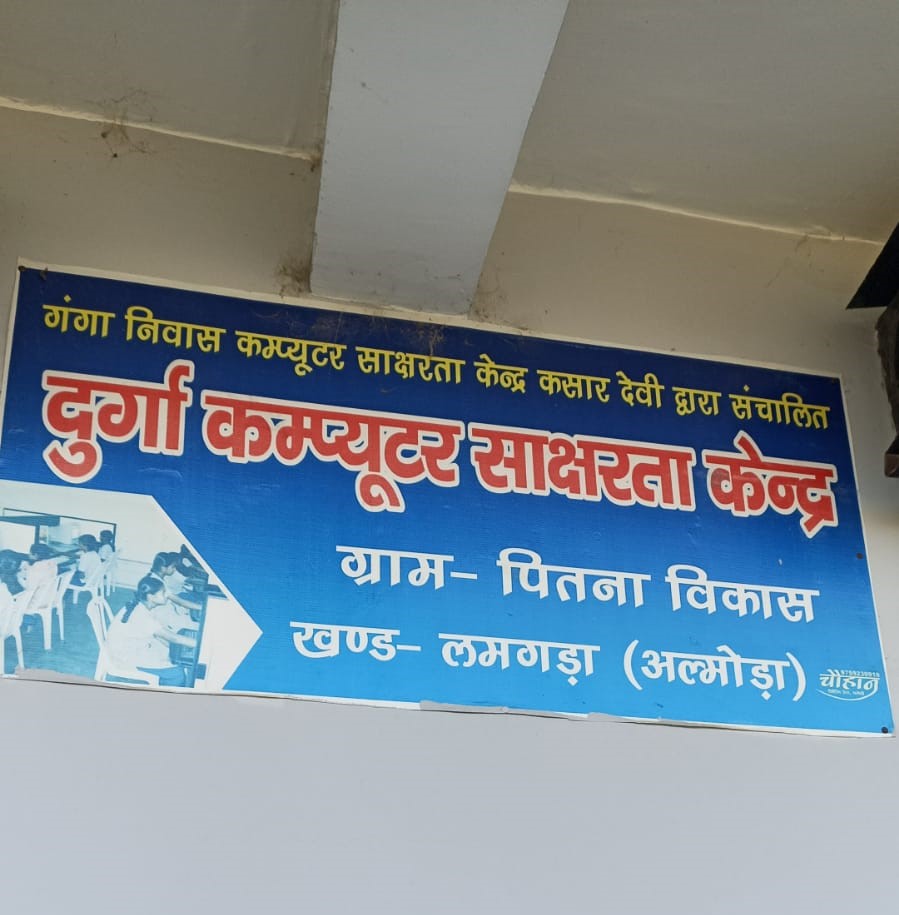 गंगा निवास कम्प्यूटर साक्षरता केन्द्र कसार देवी द्वारा संचालित
दुर्गा कम्प्यूटर साक्षरता केन्द्र
ग्राम- पितना विकास
खण्ड- लमगड़ा (अल्मोड़ा)
चौहान